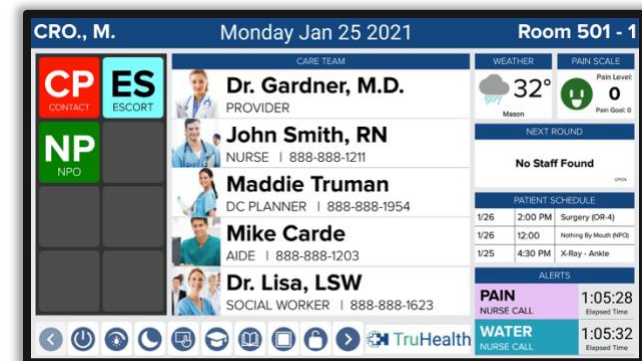 CRO., M.
Monday Jan 25 2021
Room 501 - 1
CP
CONTACT
ES
ESCORT
NP
NPO
CARE TEAM
Dr. Gardner, M.D.
PROVIDER
John Smith, RN
NURSE | 888-888-1211
Maddie Truman
DC PLANNER | 888-888-1954
Mike Carde
AIDE | 888-888-1203
Dr. Lisa, LSW
SOCIAL WORKER | 888-888-1623
WEATHER
32°
Mason
PAIN SCALE
Pain Level:
0
Pain Goal: 0
NEXT ROUND
No Staff Found
OPEN
PATIENT SCHEDULE
1/26 2:00 PM Surgery (OR-4)
1/26 12:00 Nothing By Mouth (NPO)
1/25 4:30 PM X-Ray - Ankle
ALERTS
PAIN 1:05:28
NURSE CALL Elapsed Time
WATER 1:05:32
NURSE CALL Elapsed Time
TruHealth